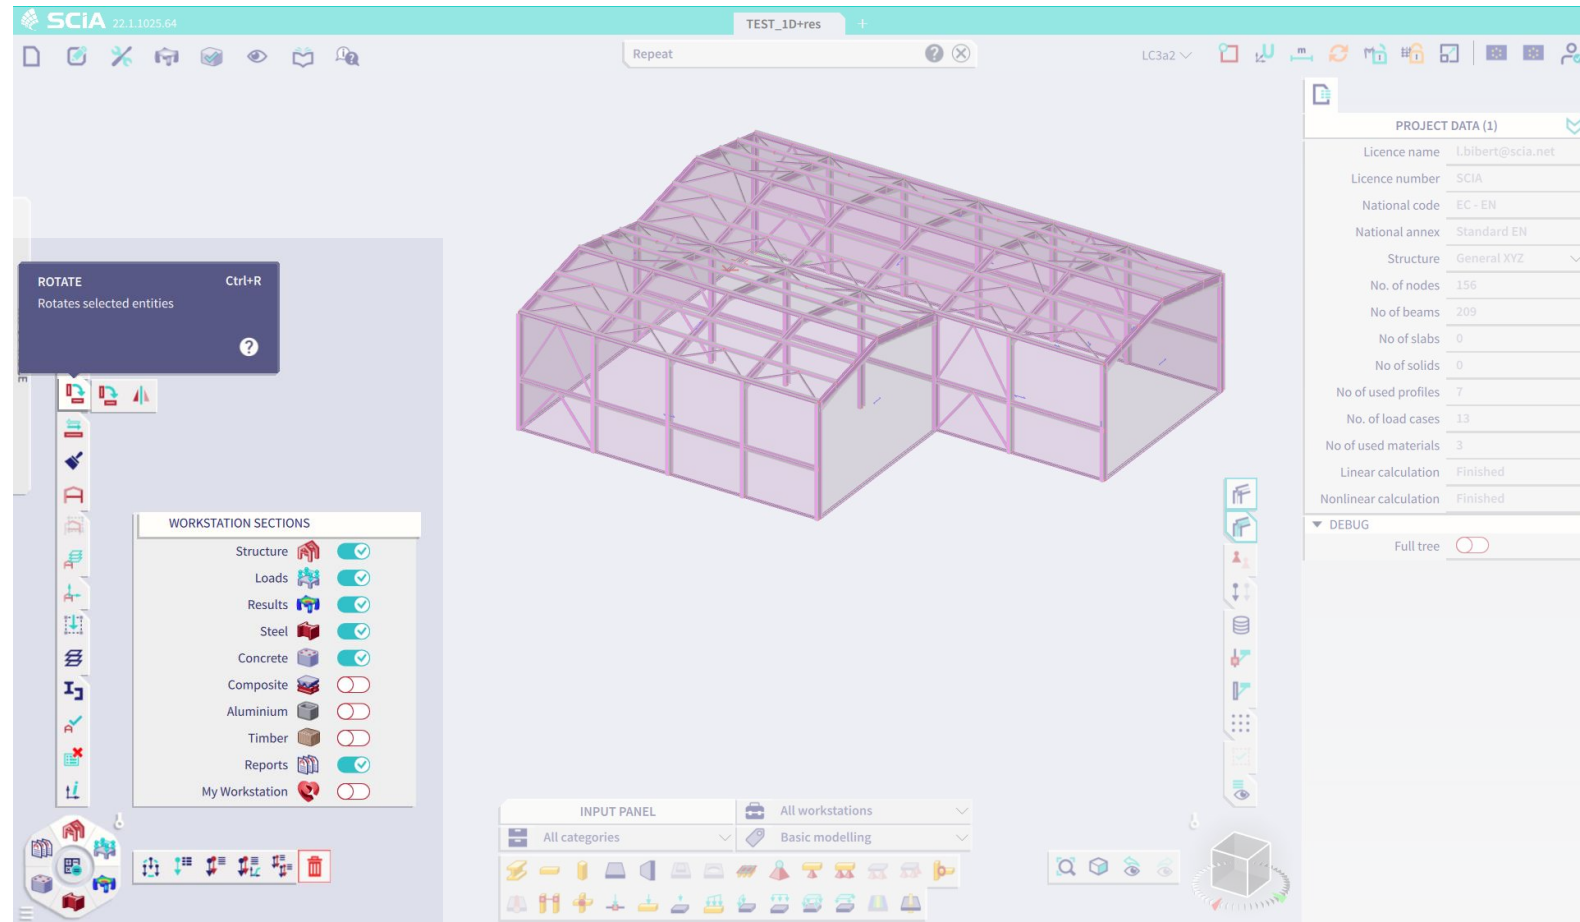 SCiA 22.1.1025.64
TEST_1D+res
+
Repeat
LC3a2
PROJECT DATA (1)
Licence name l.bibert@scia.net
Licence number SCIA
National code EC - EN
National annex Standard EN
Structure General XYZ
No. of nodes 156
No of beams 209
No of slabs 0
No of solids 0
No of used profiles 7
No. of load cases 13
No of used materials 3
Linear calculation Finished
Nonlinear calculation Finished
DEBUG
Full tree
ROTATE Ctrl+R
Rotates selected entities
WORKSTATION SECTIONS
Structure
Loads
Results
Steel
Concrete
Composite
Aluminium
Timber
Reports
My Workstation
INPUT PANEL
All workstations
All categories
Basic modelling